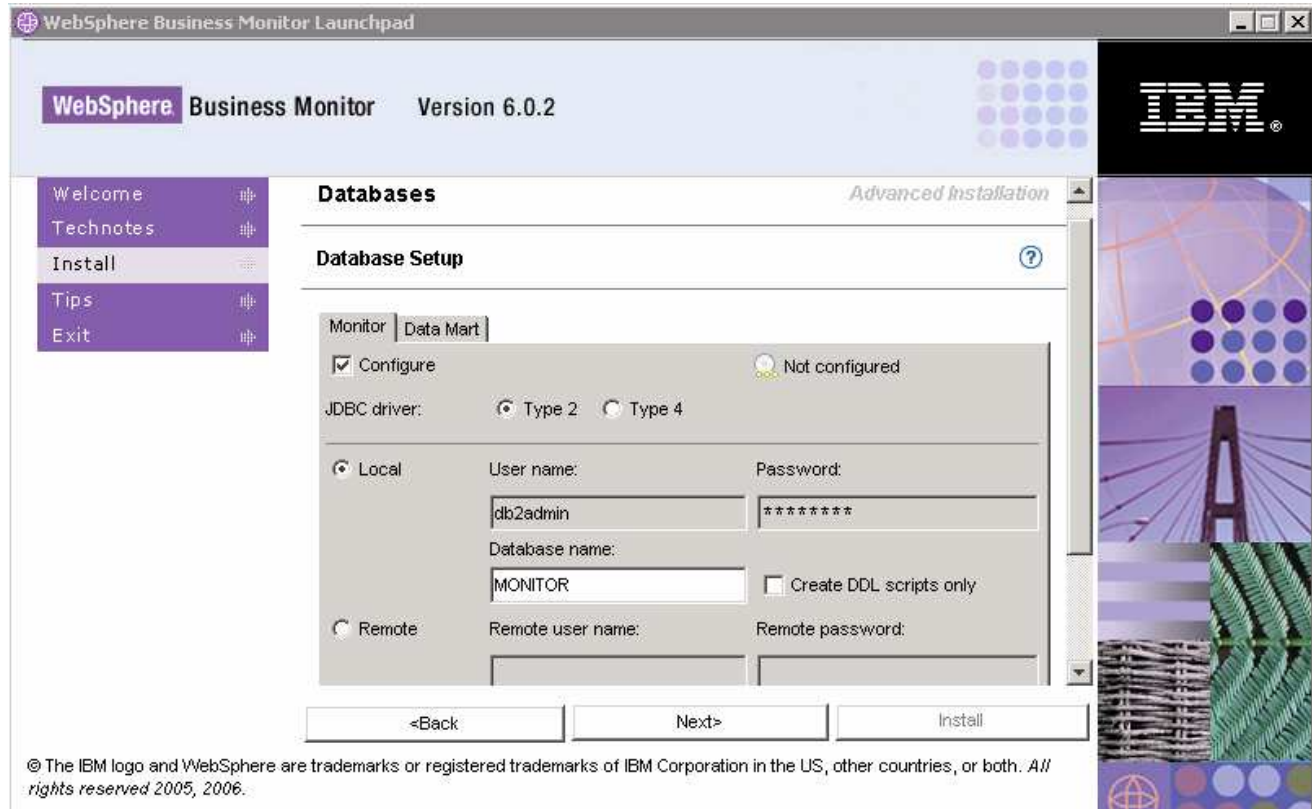 WebSphere Business Monitor Launchpad
WebSphere Business Monitor Version 6.0.2
IBM®
Welcome
Technotes
Install
Tips
Exit
Databases
Advanced Installation
Database Setup
?
Monitor
Data Mart
Configure
Not configured
JDBC driver:
Type 2
Type 4
Local
User name:
Password:
db2admin
********
Database name:
MONITOR
Create DDL scripts only
Remote
Remote user name:
Remote password:
<Back
Next>
Install
© The IBM logo and WebSphere are trademarks or registered trademarks of IBM Corporation in the US, other countries, or both. All
rights reserved 2005, 2006.